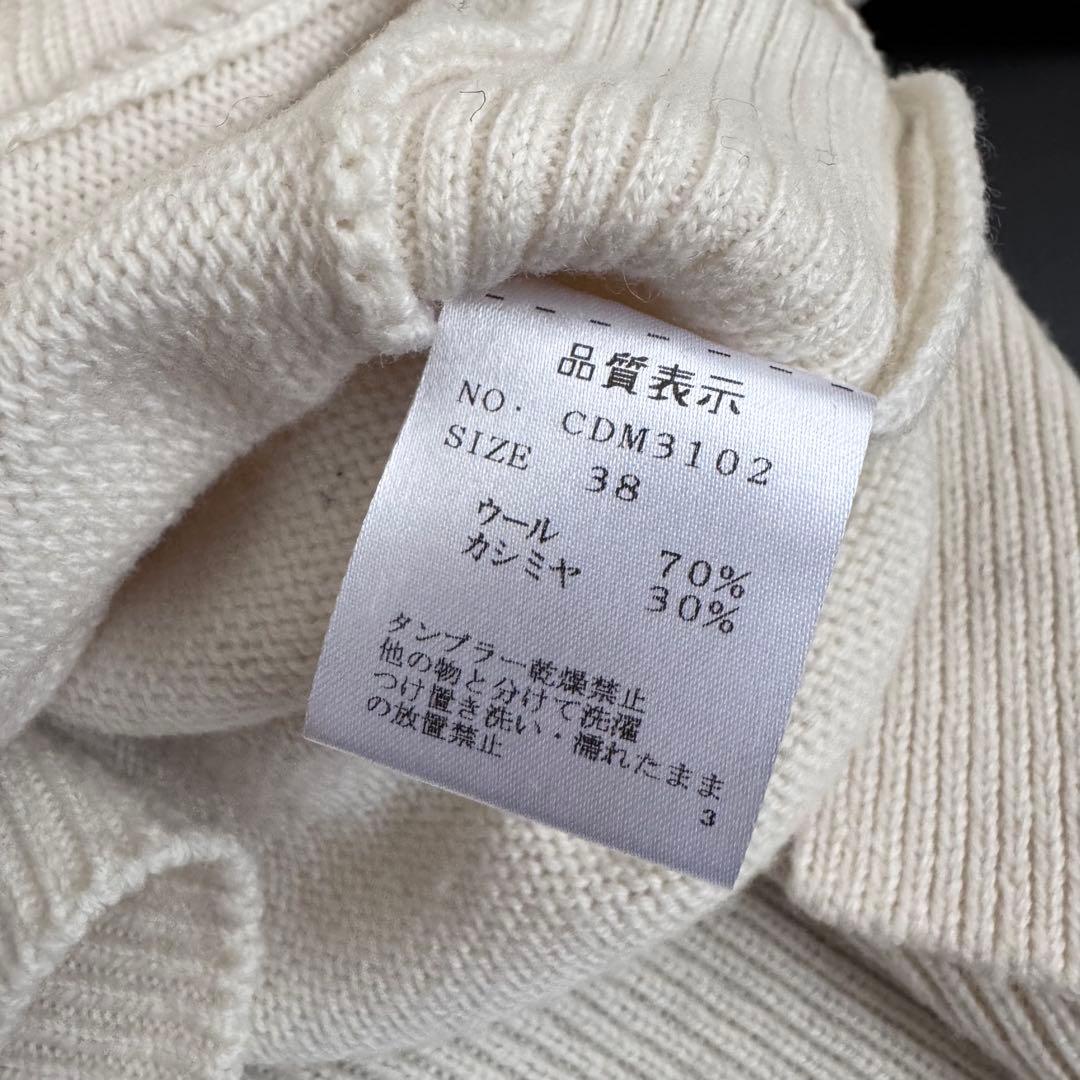 品質表示
NO. CDM3102
SIZE 38
ウール 70%
カシミヤ 30%
タンブラー乾燥禁止
他の物と分けて洗濯
つけ置き洗い・濡れたまま
の放置禁止
3